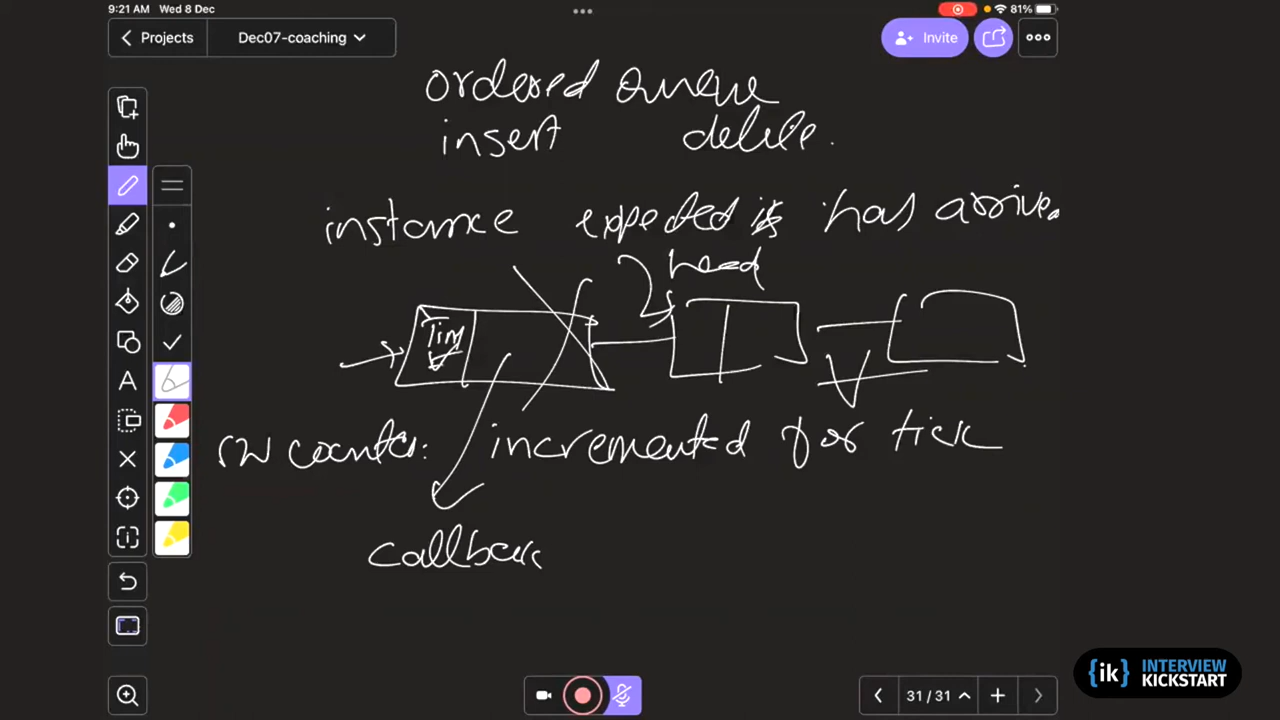 9:21 AM Wed 8 Dec
81%
Projects
Dec07-coaching
Invite
ordered queue
insert delete.
instance expected is has arrived
head
Tim
SW counter: incremented for tick
callback
A
31 / 31
{ik} INTERVIEW
KICKSTART